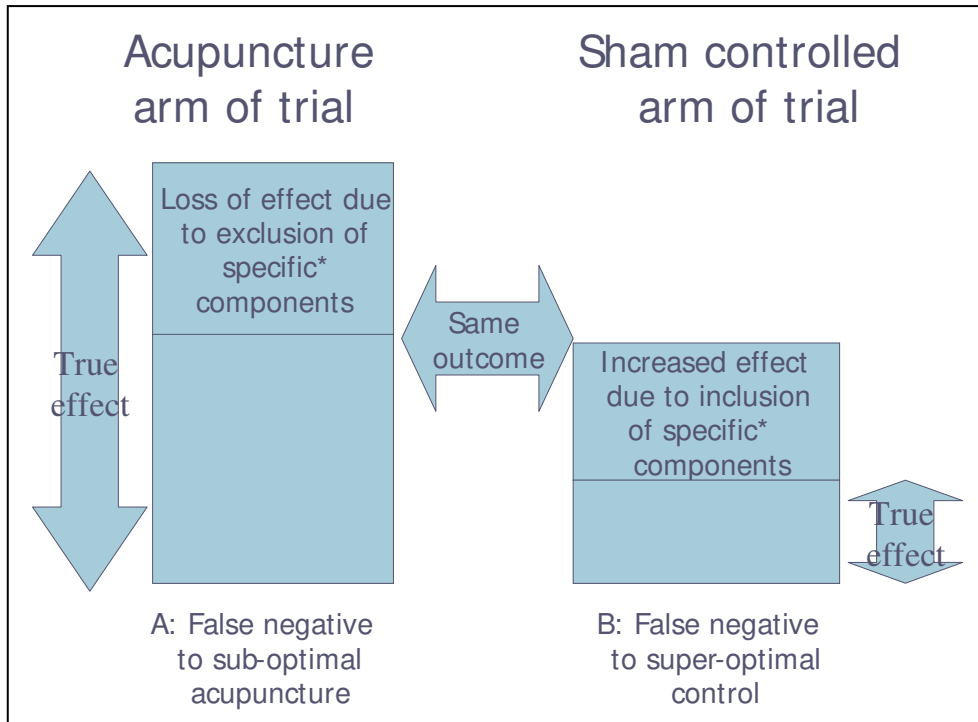 Acupuncture
arm of trial
Sham controlled
arm of trial
Loss of effect due
to exclusion of
specific*
components
True
effect
Same
outcome
Increased effect
due to inclusion
of specific*
components
True
effect
A: False negative
to sub-optimal
acupuncture
B: False negative
to super-optimal
control